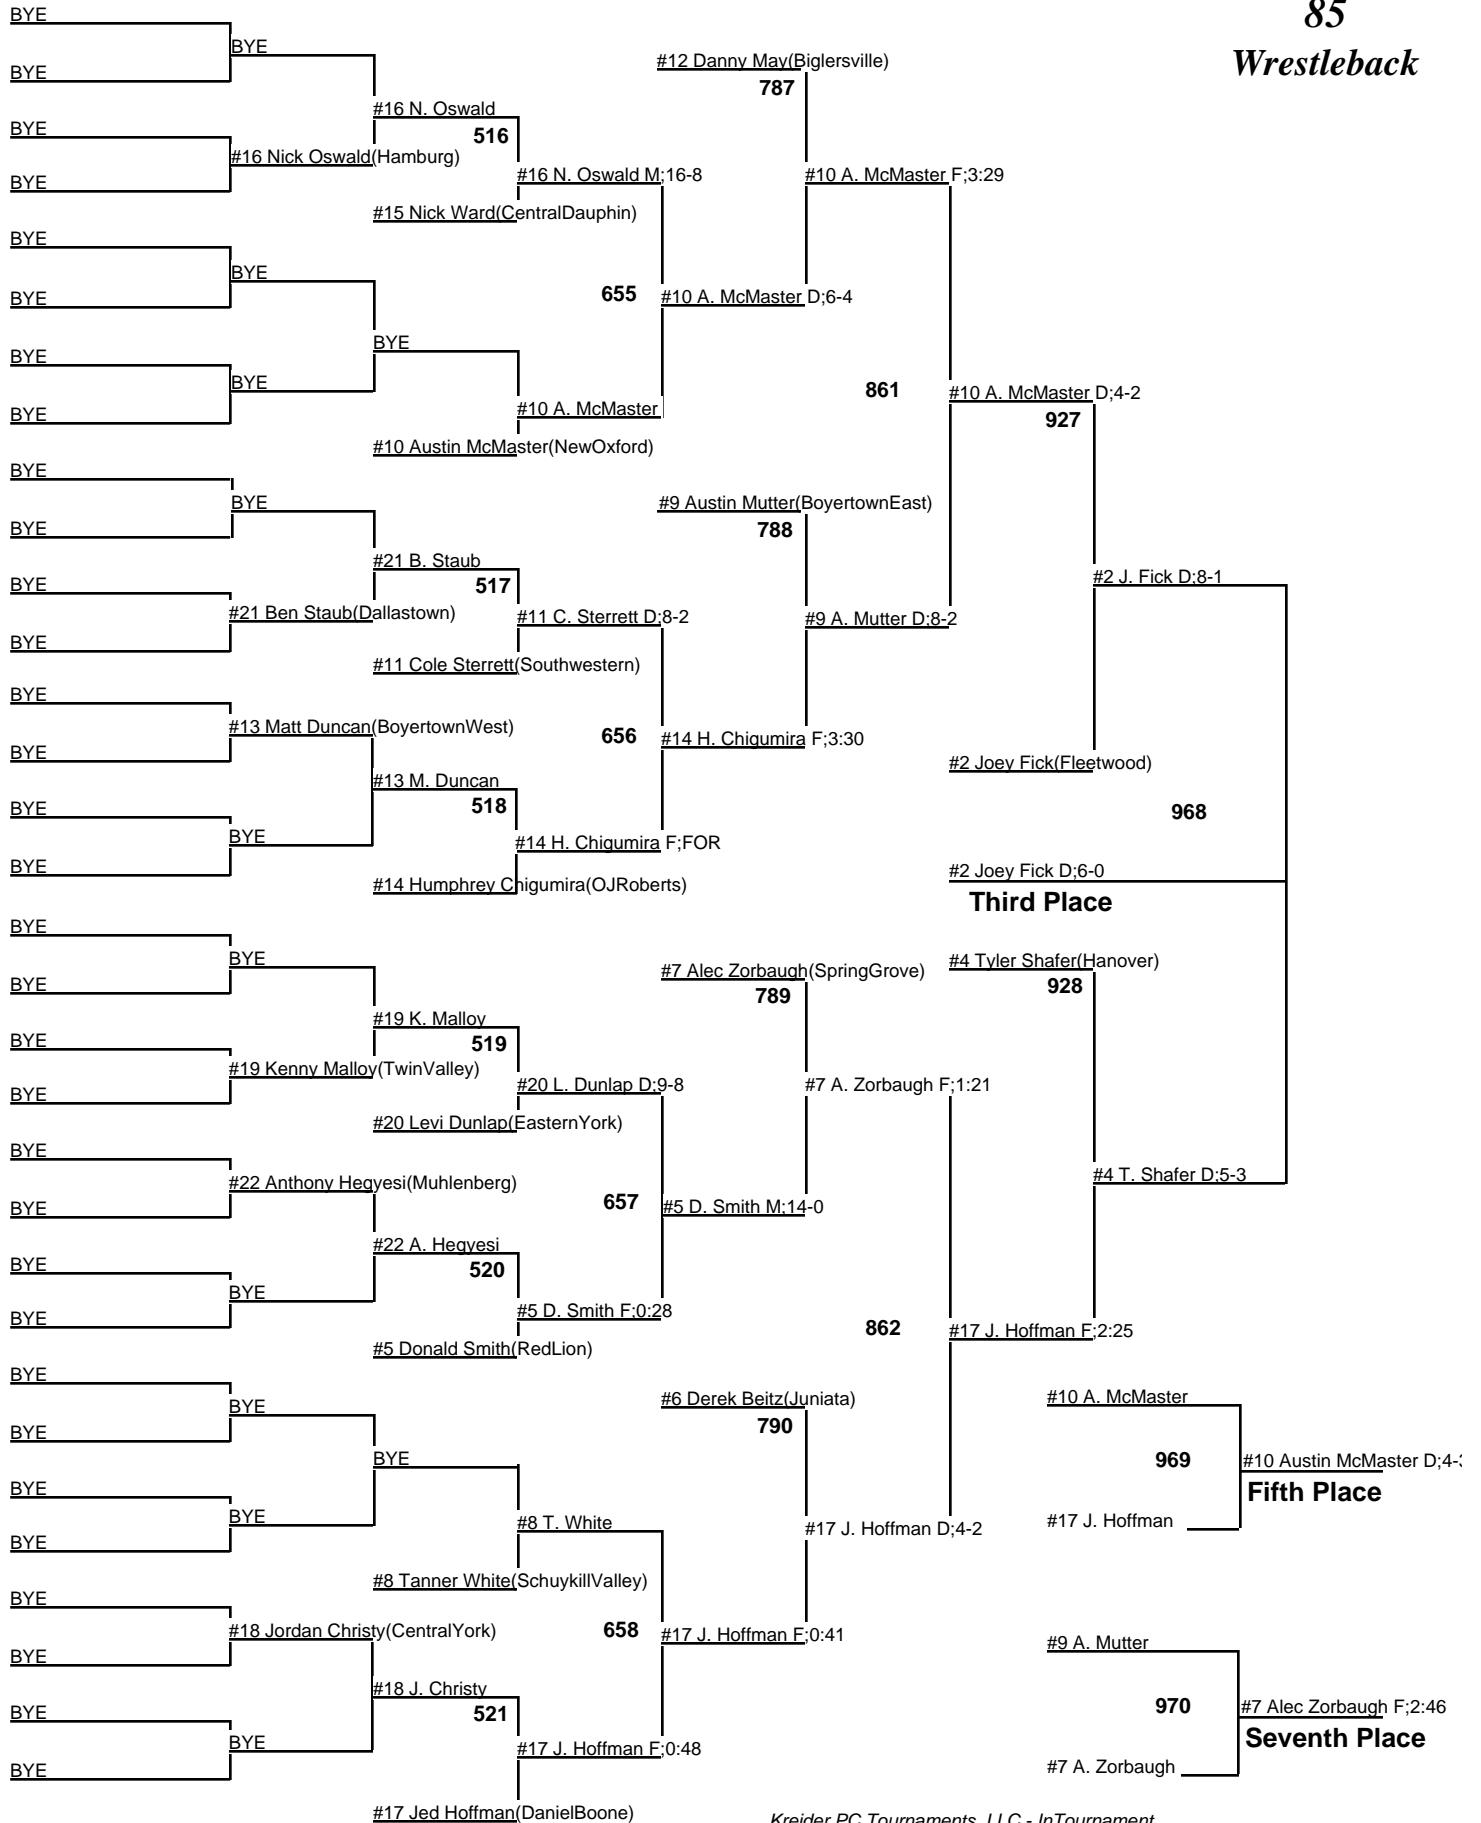 85
Wrestleback
BYE
BYE
BYE
#12 Danny May(Biglersville)
787
BYE
#16 N. Oswald
516
#16 Nick Oswald(Hamburg)
BYE
#16 N. Oswald M;16-8
#10 A. McMaster F;3:29
#15 Nick Ward(CentralDauphin)
BYE
BYE
BYE
655
#10 A. McMaster D;6-4
BYE
BYE
BYE
861
#10 A. McMaster D;4-2
927
BYE
#10 A. McMaster
#10 Austin McMaster(NewOxford)
BYE
BYE
#9 Austin Mutter(BoyertownEast)
788
BYE
#21 B. Staub
517
#2 J. Fick D;8-1
BYE
#21 Ben Staub(Dallastown)
#11 C. Sterrett D;8-2
#9 A. Mutter D;8-2
BYE
#11 Cole Sterrett(Southwestern)
BYE
#13 Matt Duncan(BoyertownWest)
656
#14 H. Chigumira F;3:30
BYE
#2 Joey Fick(Fleetwood)
#13 M. Duncan
518
BYE
968
BYE
#14 H. Chigumira F;FOR
BYE
#2 Joey Fick D;6-0
Third Place
#14 Humphrey Chigumira(OJRoberts)
BYE
BYE
#7 Alec Zorbaugh(SpringGrove)
789
#4 Tyler Shafer(Hanover)
928
BYE
#19 K. Malloy
519
BYE
#19 Kenny Malloy(TwinValley)
#20 L. Dunlap D;9-8
#7 A. Zorbaugh F;1:21
BYE
#20 Levi Dunlap(EasternYork)
BYE
#22 Anthony Hegyesi(Muhlenberg)
#4 T. Shafer D;5-3
657
#5 D. Smith M;14-0
BYE
#22 A. Hegyesi
520
BYE
BYE
#5 D. Smith F;0:28
BYE
862
#17 J. Hoffman F;2:25
#5 Donald Smith(RedLion)
BYE
BYE
#6 Derek Beitz(Juniata)
790
#10 A. McMaster
BYE
BYE
969
#10 Austin McMaster D;4-3
Fifth Place
BYE
BYE
#8 T. White
#17 J. Hoffman D;4-2
#17 J. Hoffman
BYE
#8 Tanner White(SchuykillValley)
BYE
#18 Jordan Christy(CentralYork)
658
#17 J. Hoffman F;0:41
#9 A. Mutter
BYE
#18 J. Christy
521
BYE
970
#7 Alec Zorbaugh F;2:46
Seventh Place
BYE
#17 J. Hoffman F;0:48
BYE
#7 A. Zorbaugh
#17 Jed Hoffman(DanielBoone)
Kreider PC Tournaments, LLC - InTournament